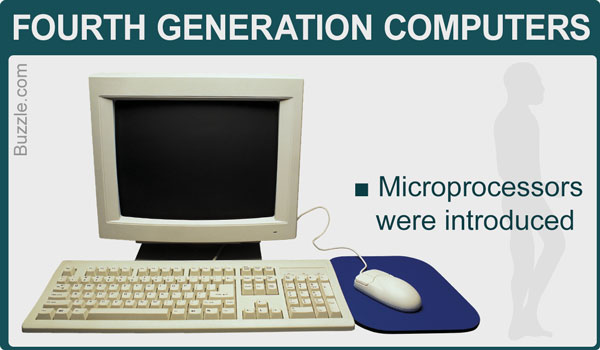 FOURTH GENERATION COMPUTERS
Buzzle.com
■ Microprocessors
were introduced